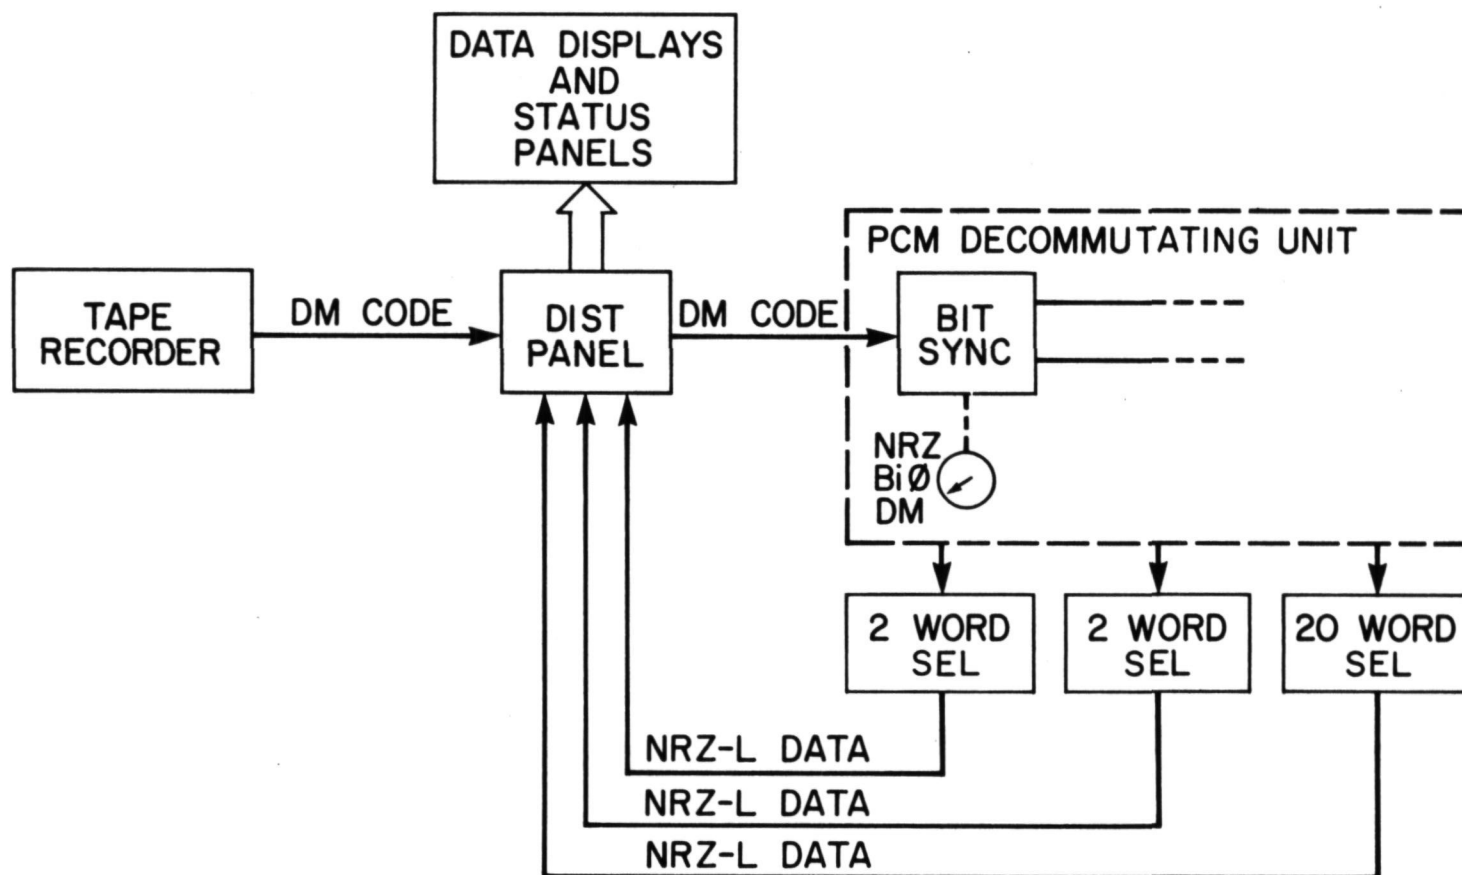 DATA DISPLAYS
AND
STATUS
PANELS
PCM DECOMMUTATING UNIT
TAPE
RECORDER
DM CODE
DIST
PANEL
DM CODE
BIT
SYNC
NRZ
BiØ
DM
2 WORD
SEL
2 WORD
SEL
20 WORD
SEL
NRZ-L DATA
NRZ-L DATA
NRZ-L DATA